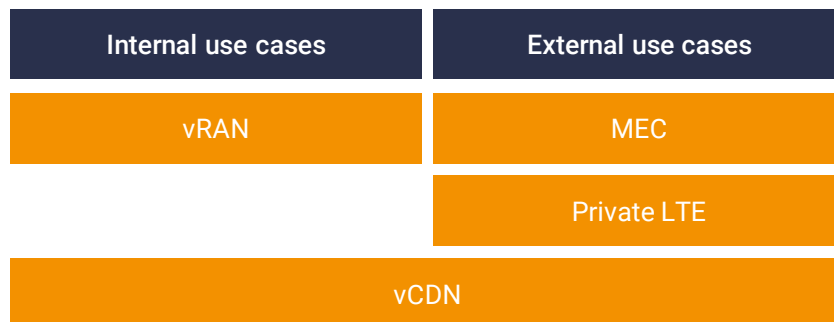 Internal use cases
External use cases
vRAN
MEC
Private LTE
vCDN